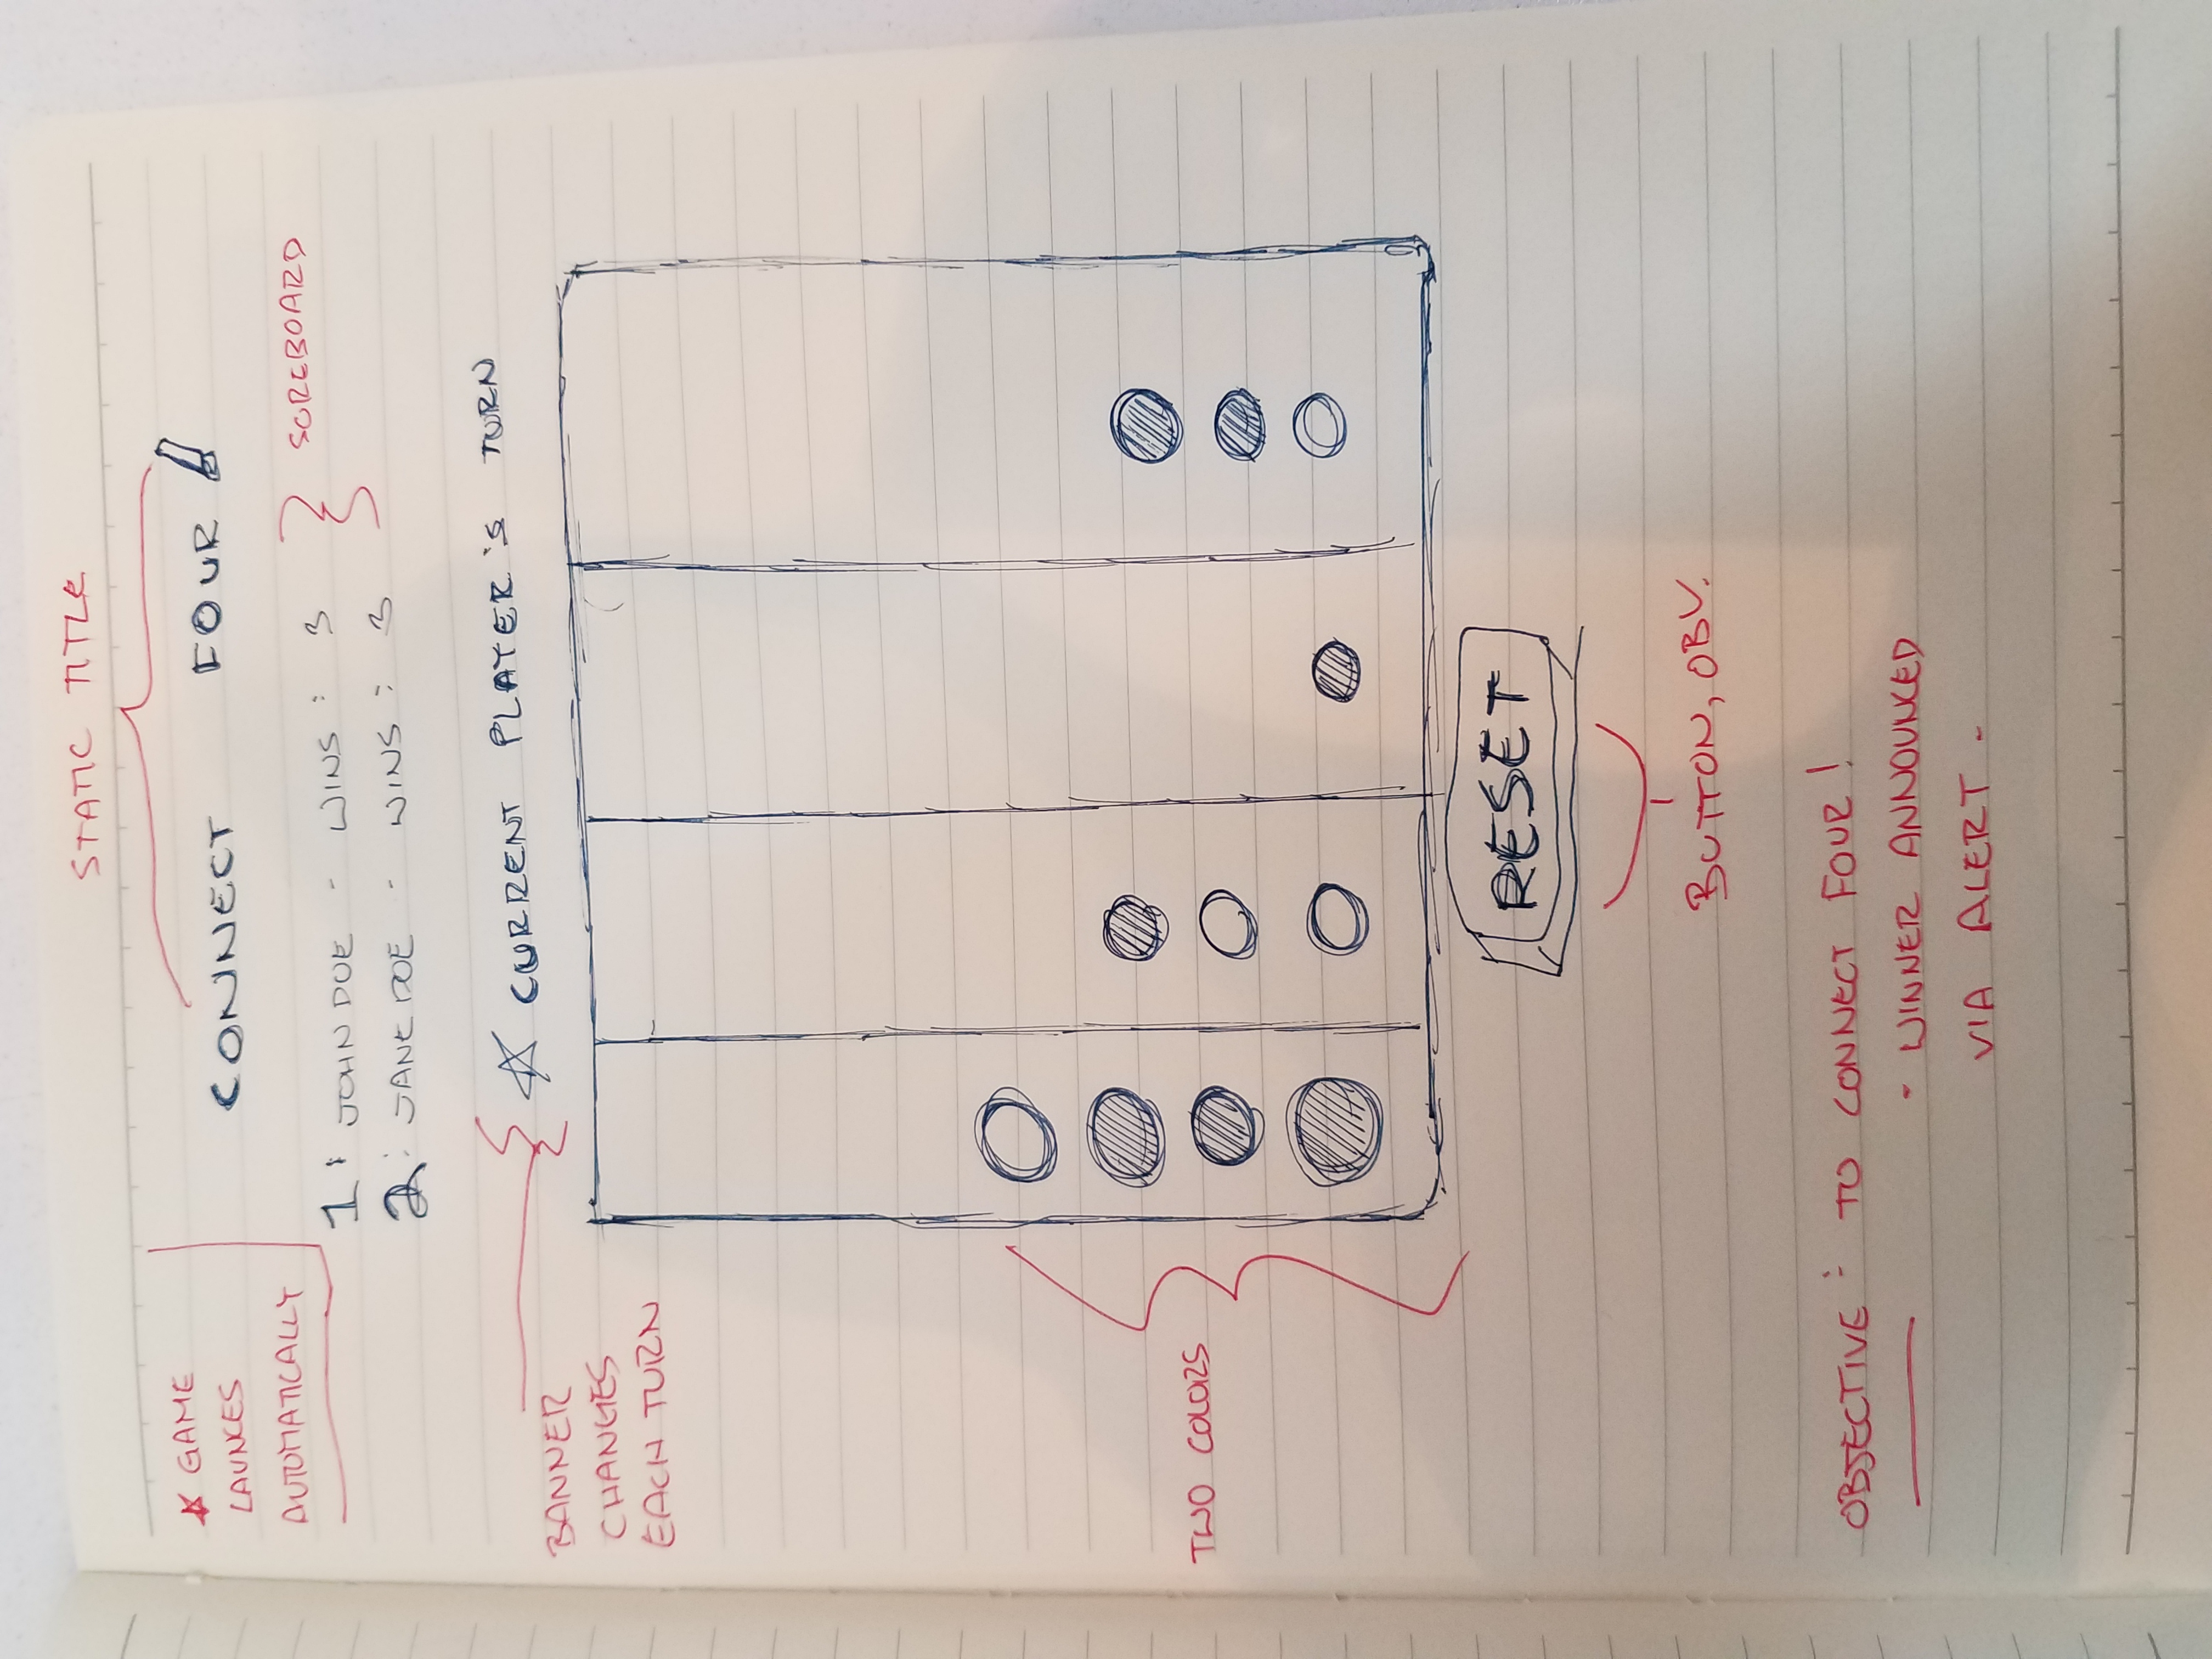 STATIC TITLE
★ GAME
LAUNCES
AUTOMATICALLY
CONNECT FOUR!
1: JOHN DOE - WINS: 3
2: JANE DOE - WINS: 3
SCREBOARD
☆ CURRENT PLAYER'S TURN
BANNER
CHANGES
EACH TURN
TWO COLORS
RESET
BUTTON, OBV.
OBJECTIVE: TO CONNECT FOUR!
- WINNER ANNOUNCED
VIA ALERT -